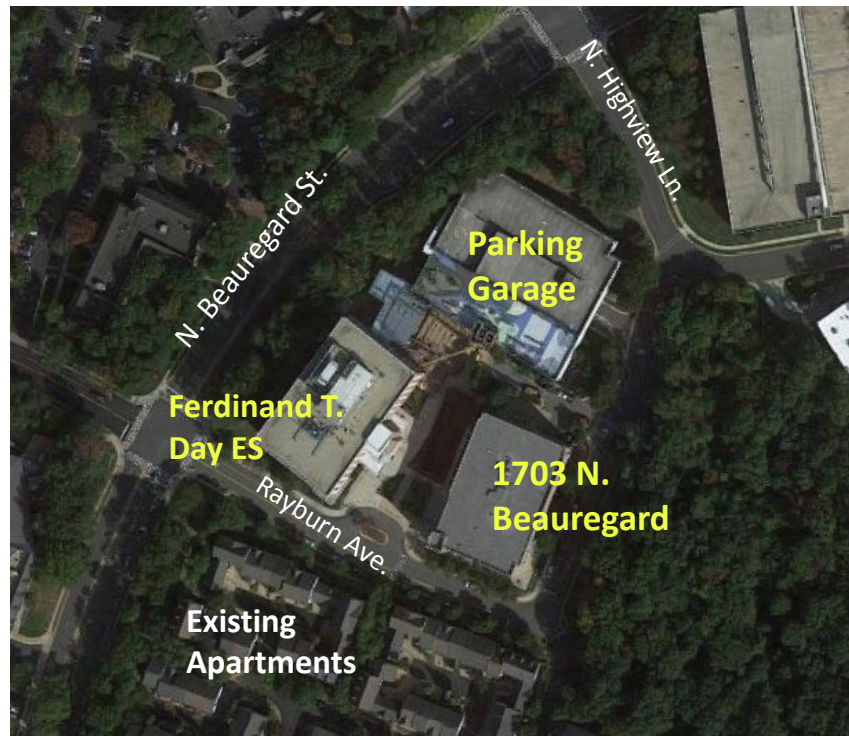 N. Highview Ln.
N. Beauregard St.
Parking
Garage
Ferdinand T.
Day ES
1703 N.
Beauregard
Rayburn Ave.
Existing
Apartments